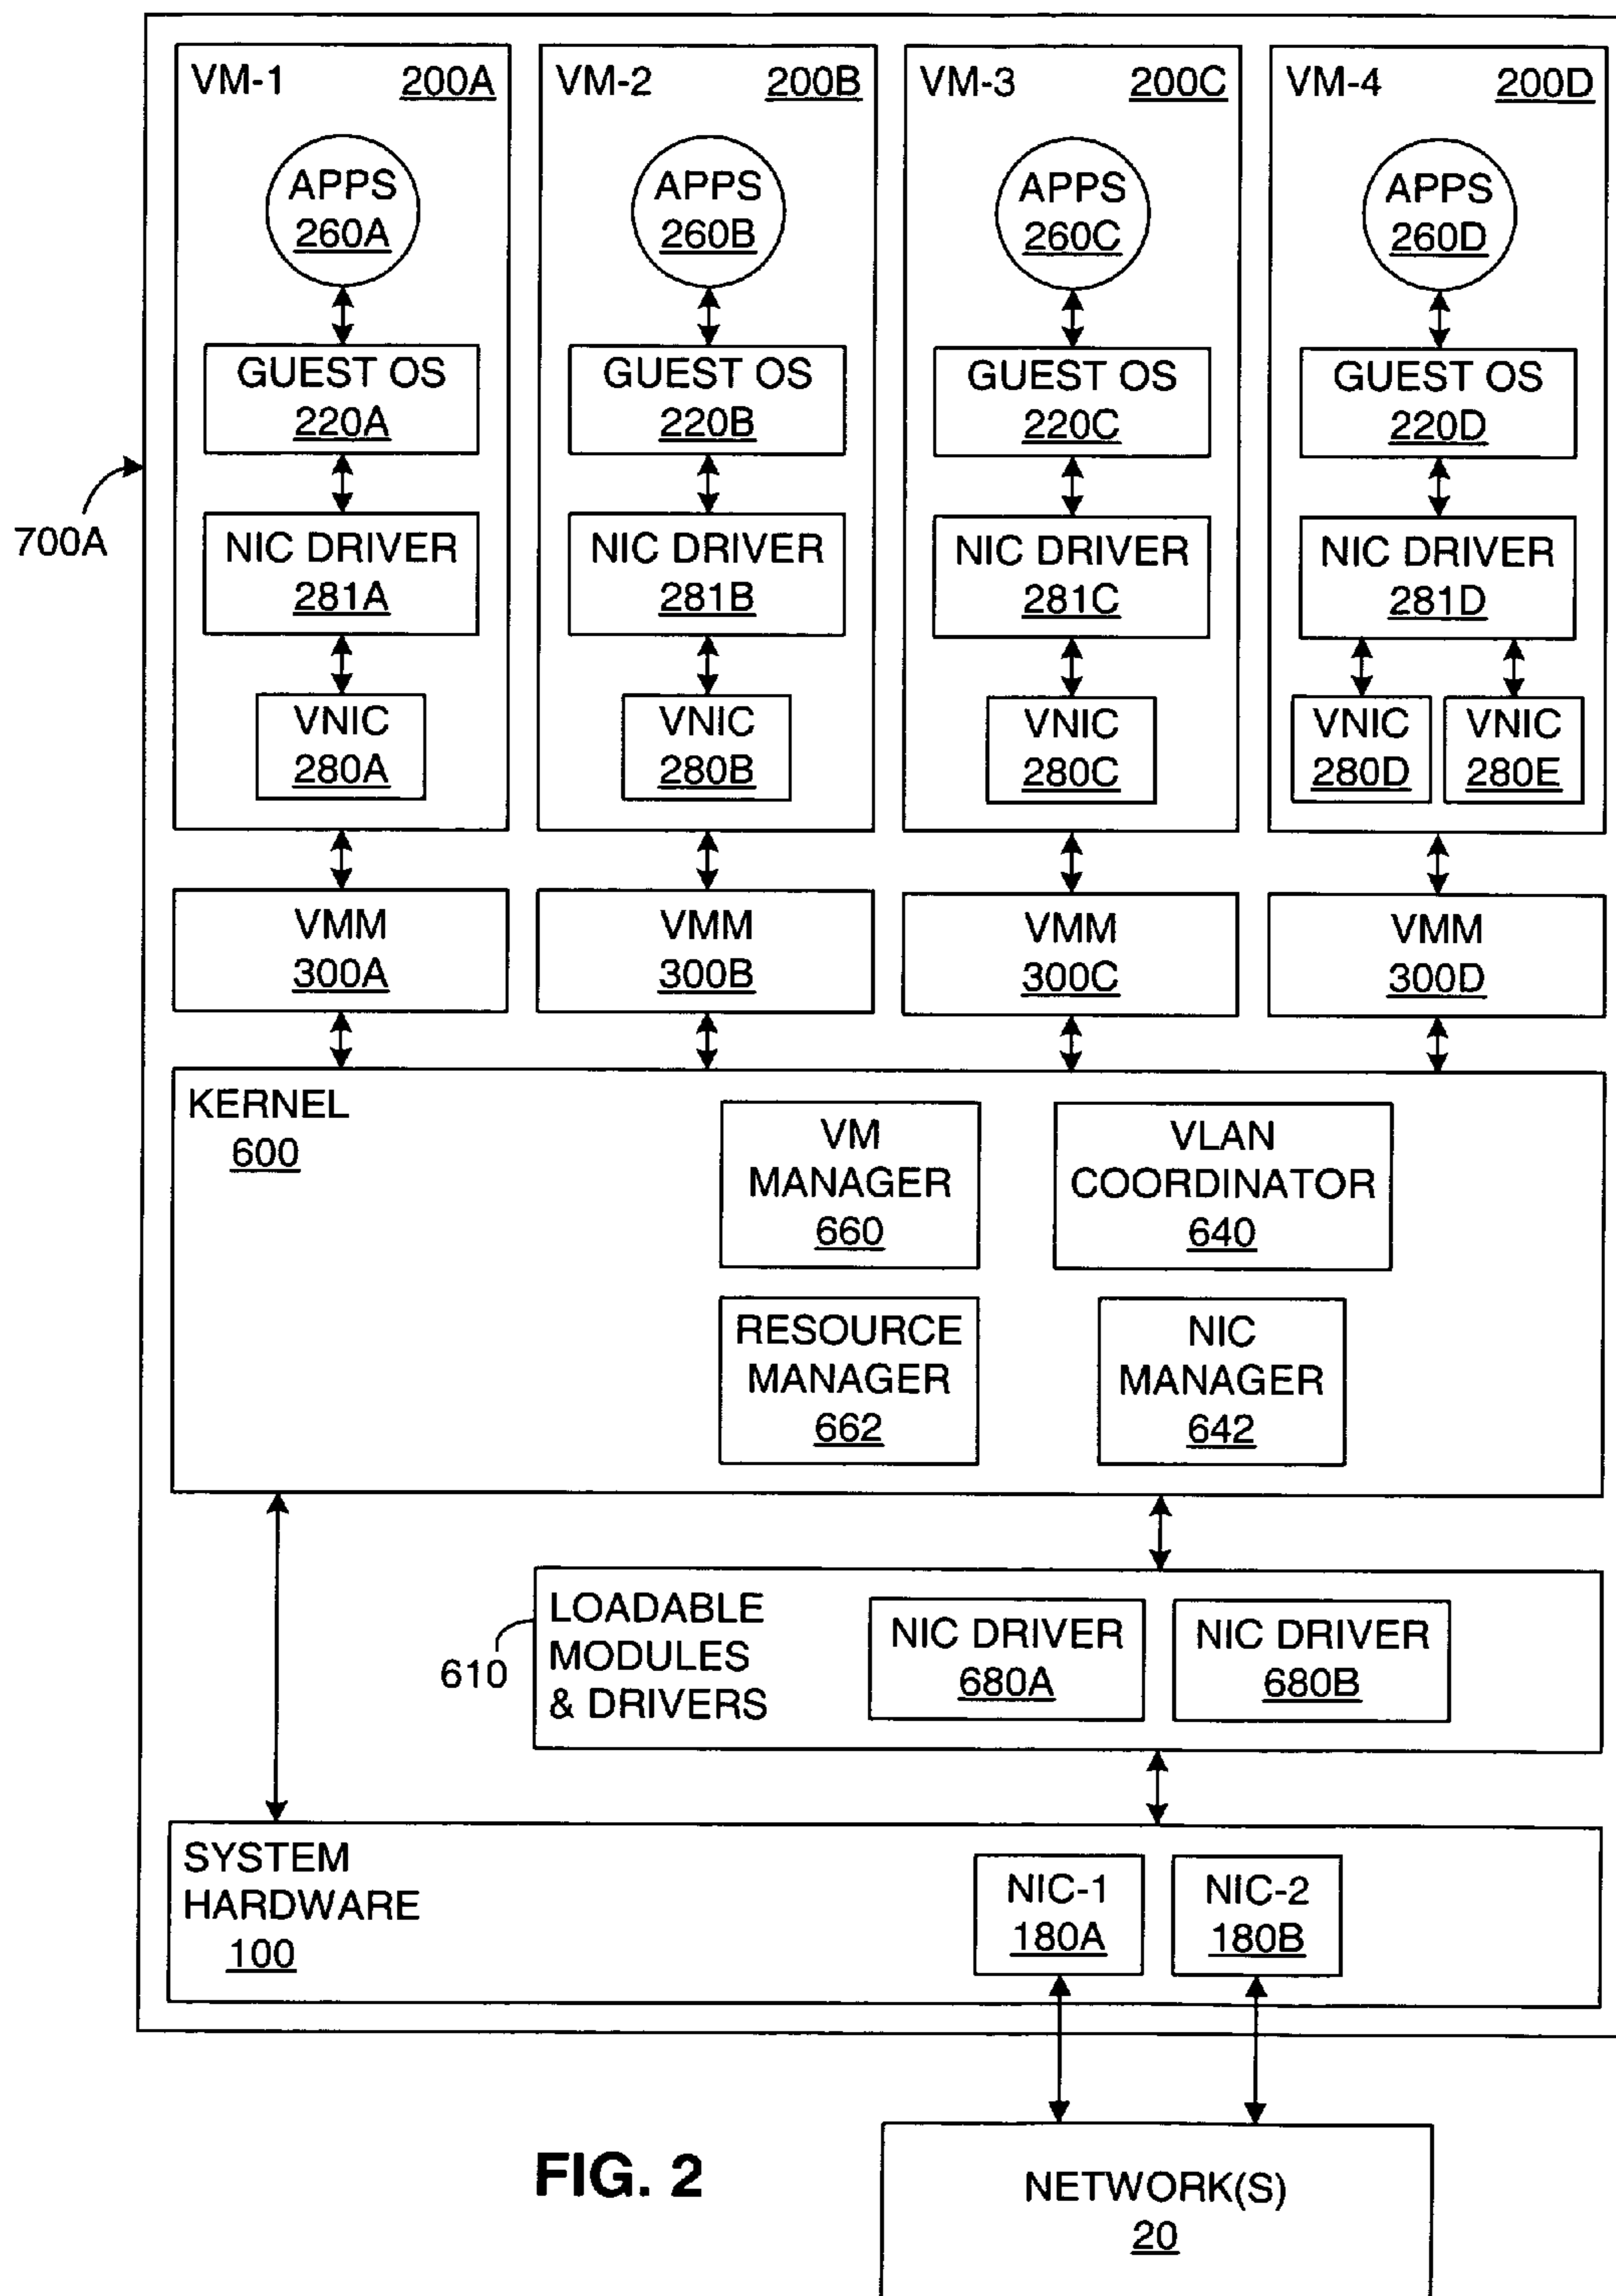 VM-1 200A
APPS
260A
GUEST OS
220A
NIC DRIVER
281A
VNIC
280A
VMM
300A
VM-2 200B
APPS
260B
GUEST OS
220B
NIC DRIVER
281B
VNIC
280B
VMM
300B
VM-3 200C
APPS
260C
GUEST OS
220C
NIC DRIVER
281C
VNIC
280C
VMM
300C
VM-4 200D
APPS
260D
GUEST OS
220D
NIC DRIVER
281D
VNIC
280D
VNIC
280E
VMM
300D
700A
KERNEL
600
VM
MANAGER
660
VLAN
COORDINATOR
640
RESOURCE
MANAGER
662
NIC
MANAGER
642
610
LOADABLE
MODULES
& DRIVERS
NIC DRIVER
680A
NIC DRIVER
680B
SYSTEM
HARDWARE
100
NIC-1
180A
NIC-2
180B
FIG. 2
NETWORK(S)
20